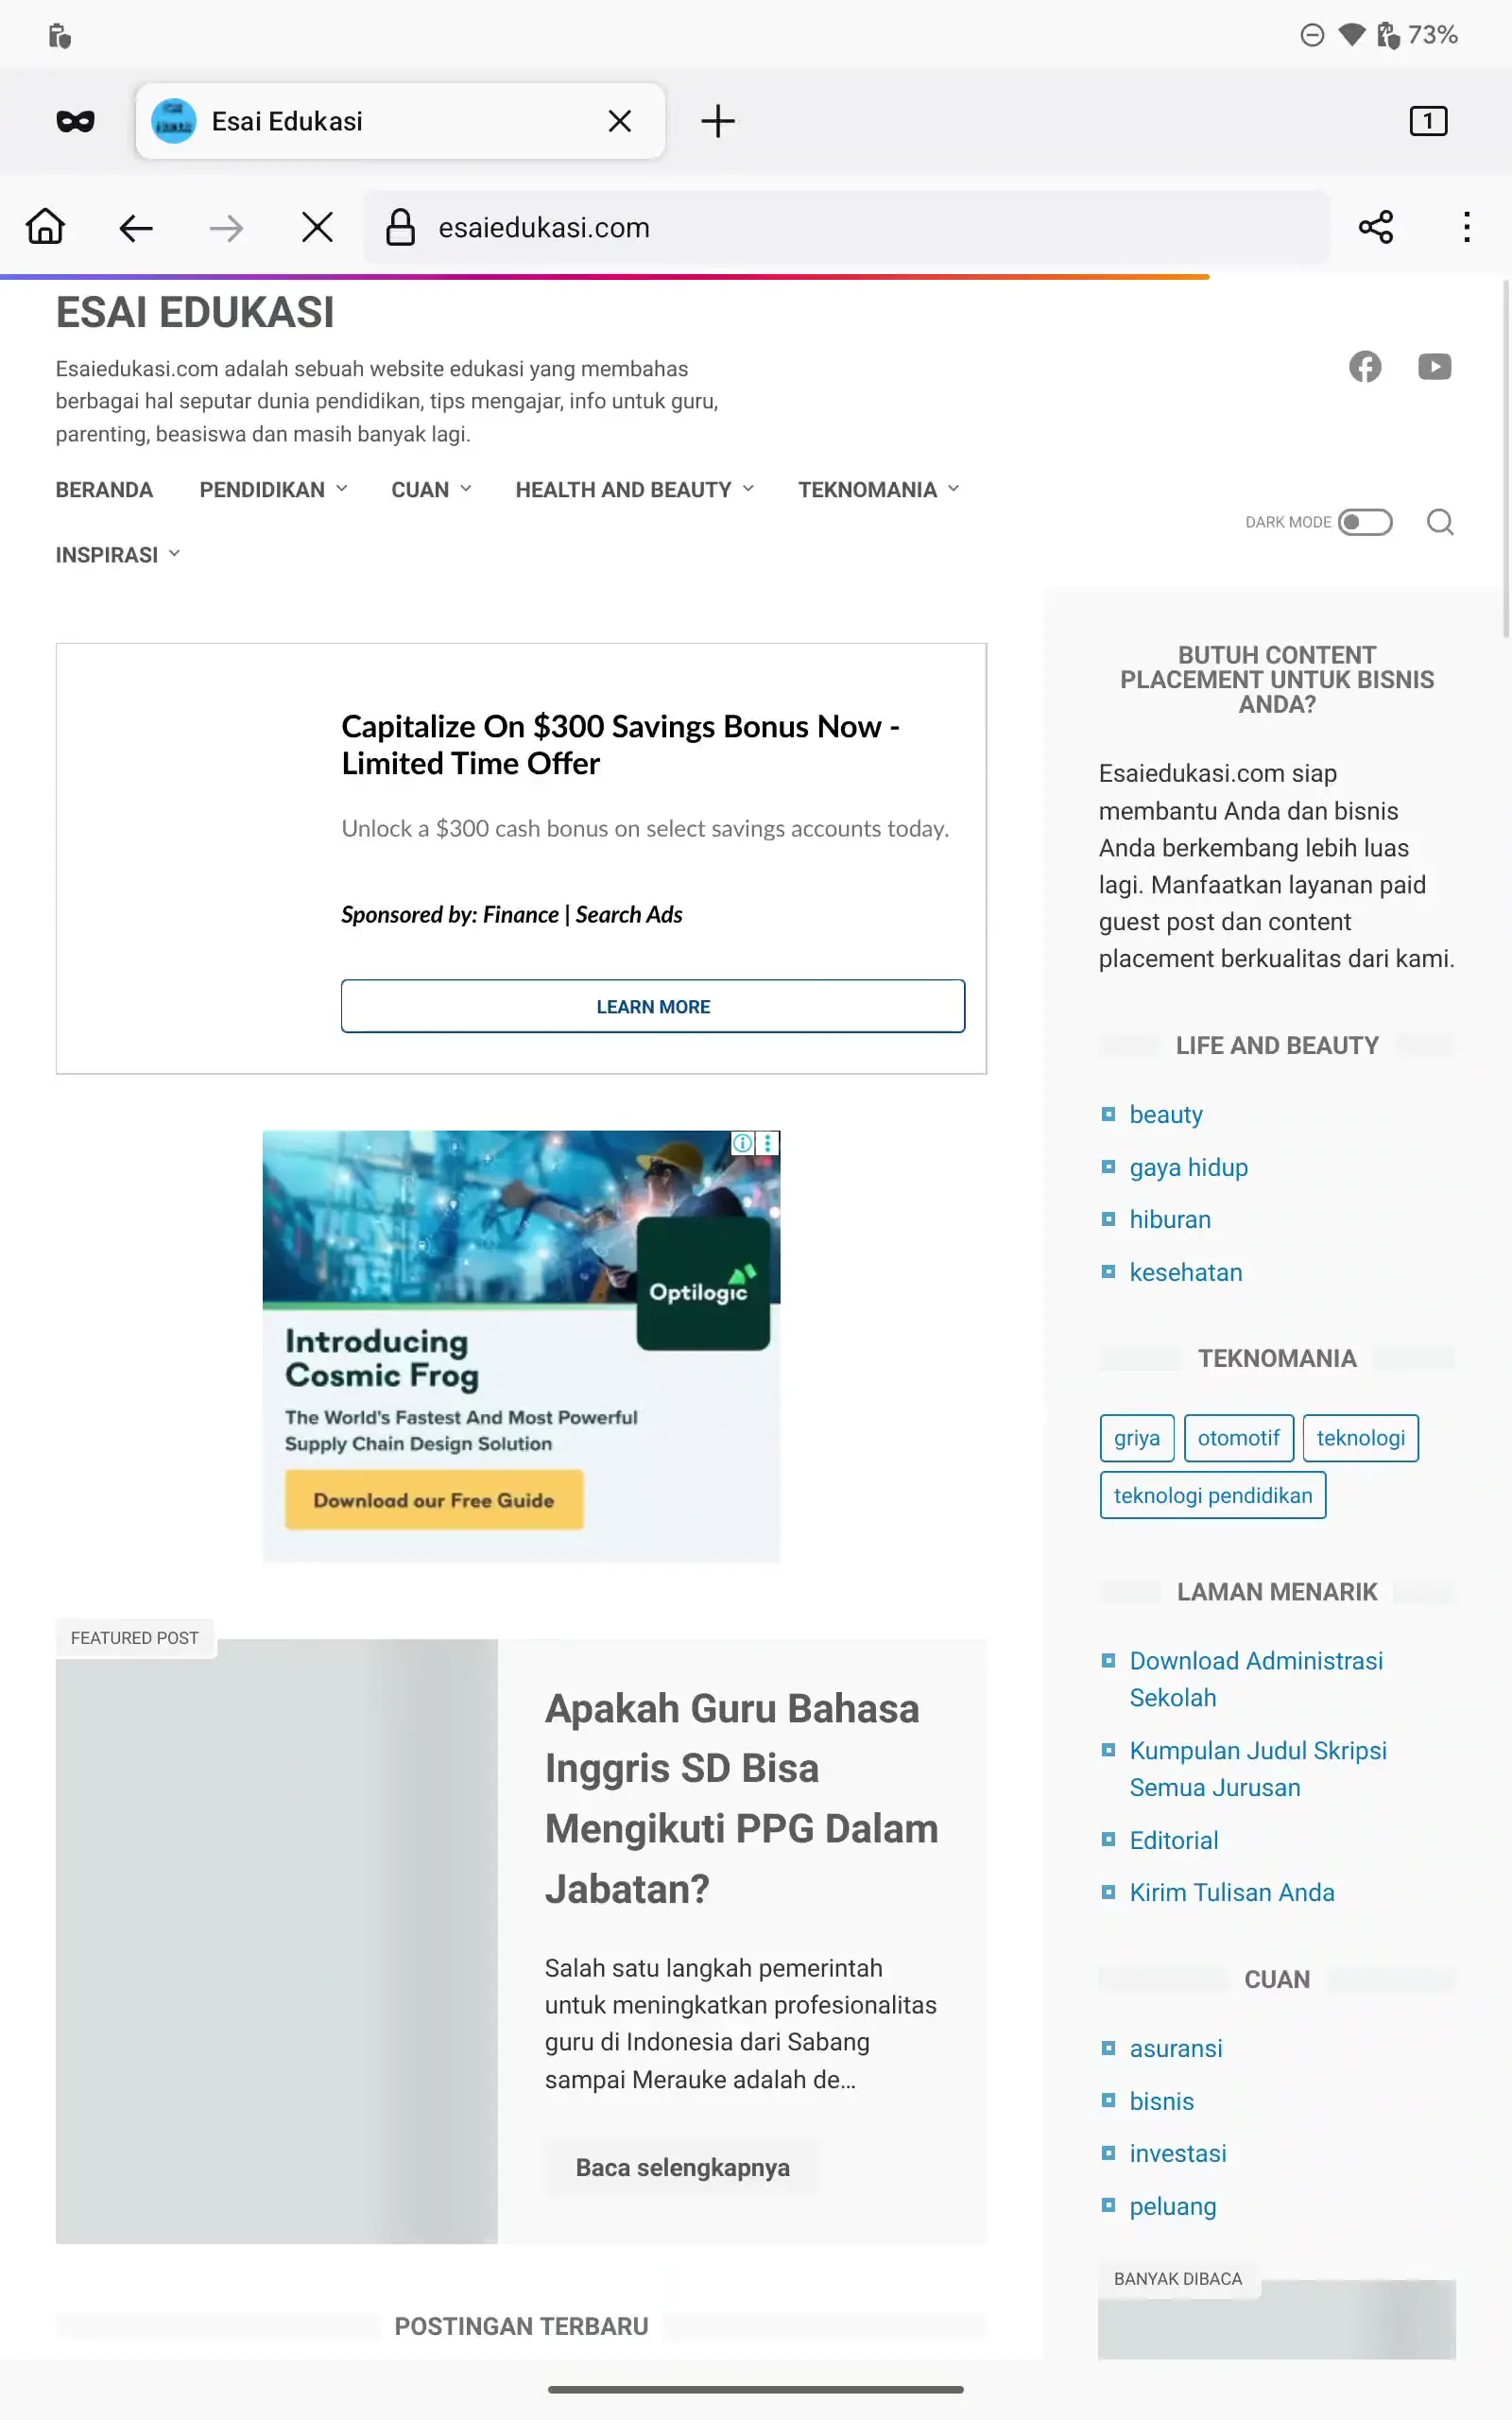 73%
Esai Edukasi
1
esaiedukasi.com
ESAI EDUKASI
Esaiedukasi.com adalah sebuah website edukasi yang membahas
berbagai hal seputar dunia pendidikan, tips mengajar, info untuk guru,
parenting, beasiswa dan masih banyak lagi.
BERANDA PENDIDIKAN CUAN HEALTH AND BEAUTY TEKNOMANIA
INSPIRASI
DARK MODE
Capitalize On $300 Savings Bonus Now -
Limited Time Offer
Unlock a $300 cash bonus on select savings accounts today.
Sponsored by: Finance | Search Ads
LEARN MORE
Optilogic
Introducing
Cosmic Frog
The World's Fastest And Most Powerful
Supply Chain Design Solution
Download our Free Guide
FEATURED POST
Apakah Guru Bahasa
Inggris SD Bisa
Mengikuti PPG Dalam
Jabatan?
Salah satu langkah pemerintah
untuk meningkatkan profesionalitas
guru di Indonesia dari Sabang
sampai Merauke adalah de...
Baca selengkapnya
POSTINGAN TERBARU
BUTUH CONTENT
PLACEMENT UNTUK BISNIS
ANDA?
Esaiedukasi.com siap
membantu Anda dan bisnis
Anda berkembang lebih luas
lagi. Manfaatkan layanan paid
guest post dan content
placement berkualitas dari kami.
LIFE AND BEAUTY
beauty
gaya hidup
hiburan
kesehatan
TEKNOMANIA
griya otomotif teknologi
teknologi pendidikan
LAMAN MENARIK
Download Administrasi
Sekolah
Kumpulan Judul Skripsi
Semua Jurusan
Editorial
Kirim Tulisan Anda
CUAN
asuransi
bisnis
investasi
peluang
BANYAK DIBACA